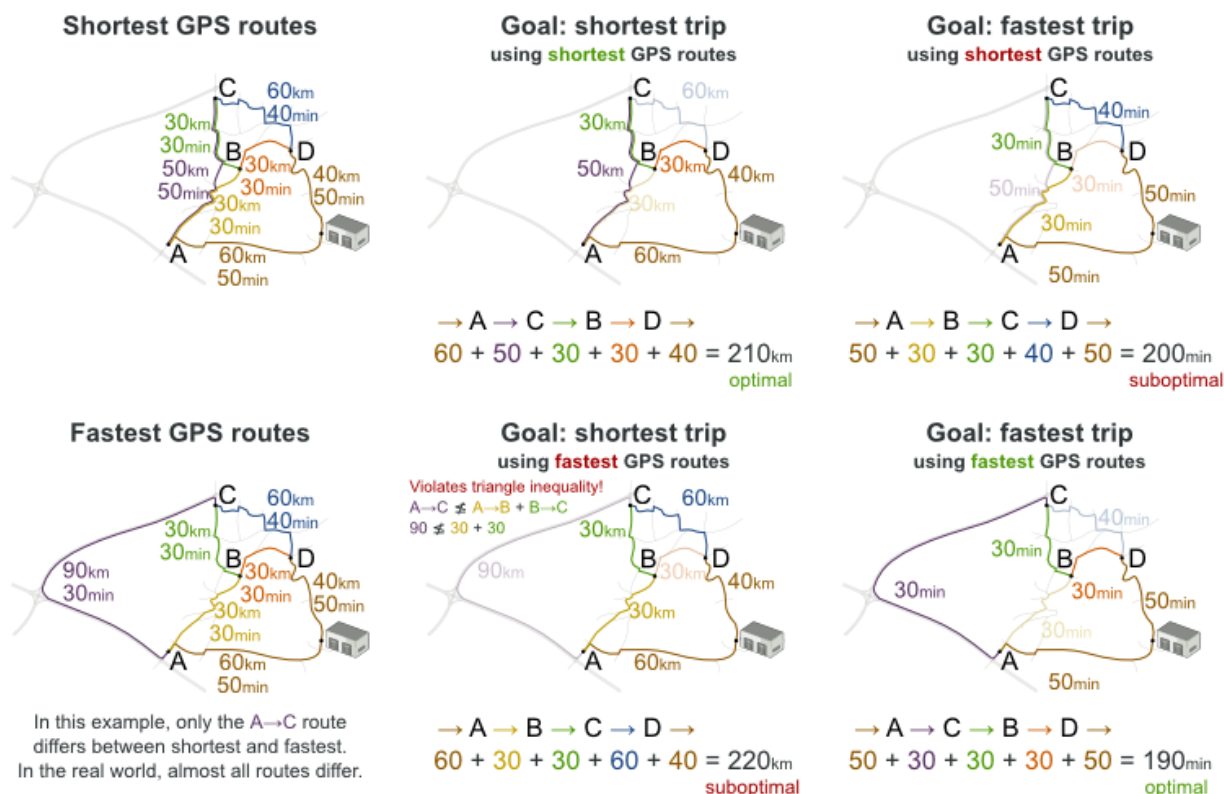 Shortest GPS routes
C
60km
40min
30km
30min
B
D
50km
50min
30km
30min
40km
50min
30km
30min
A
60km
50min
Goal: shortest trip
using shortest GPS routes
C
60km
30km
B
D
50km
30km
40km
30km
A
60km
→ A → C → B → D →
60 + 50 + 30 + 30 + 40 = 210km
optimal
Goal: fastest trip
using shortest GPS routes
C
40min
30min
B
D
50min
30min
50min
30min
A
50min
→ A → B → C → D →
50 + 30 + 30 + 40 + 50 = 200min
suboptimal
Fastest GPS routes
C
60km
40min
30km
30min
B
D
90km
30min
30km
30min
40km
50min
30km
30min
A
60km
50min
In this example, only the A→C route
differs between shortest and fastest.
In the real world, almost all routes differ.
Goal: shortest trip
using fastest GPS routes
Violates triangle inequality!
A→C ≰ A→B + B→C
90 ≰ 30 + 30
C
60km
30km
B
D
90km
30km
40km
30km
A
60km
→ A → B → C → D →
60 + 30 + 30 + 60 + 40 = 220km
suboptimal
Goal: fastest trip
using fastest GPS routes
C
40min
30min
B
D
30min
30min
50min
30min
A
50min
→ A → C → B → D →
50 + 30 + 30 + 30 + 50 = 190min
optimal